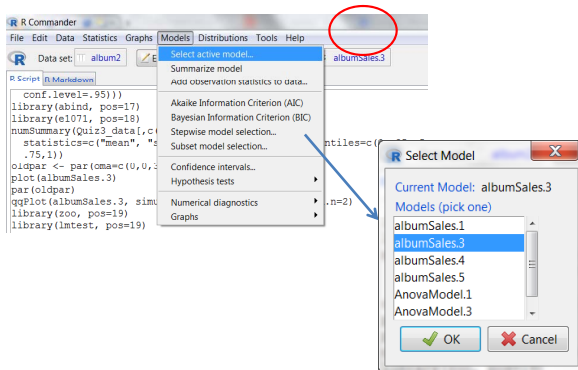 R Commander
File Edit Data Statistics Graphs Models Distributions Tools Help
Data set: album2 albumSales.3
Select active model...
Summarize model
Add observation statistics to data...
Akaike Information Criterion (AIC)
Bayesian Information Criterion (BIC)
Stepwise model selection...
Subset model selection...
Confidence intervals...
Hypothesis tests
Numerical diagnostics
Graphs
R Script R Markdown
conf.level=.95)))
library(abind, pos=17)
library(e1071, pos=18)
numSummary(Quiz3_data[,c(
statistics=c("mean", "s
.75,1))
oldpar <- par(oma=c(0,0,3
plot(albumSales.3)
par(oldpar)
qqPlot(albumSales.3, simu .n=2)
library(zoo, pos=19)
library(lmtest, pos=19)
Select Model
Current Model: albumSales.3
Models (pick one)
albumSales.1
albumSales.3
albumSales.4
albumSales.5
AnovaModel.1
AnovaModel.3
OK Cancel